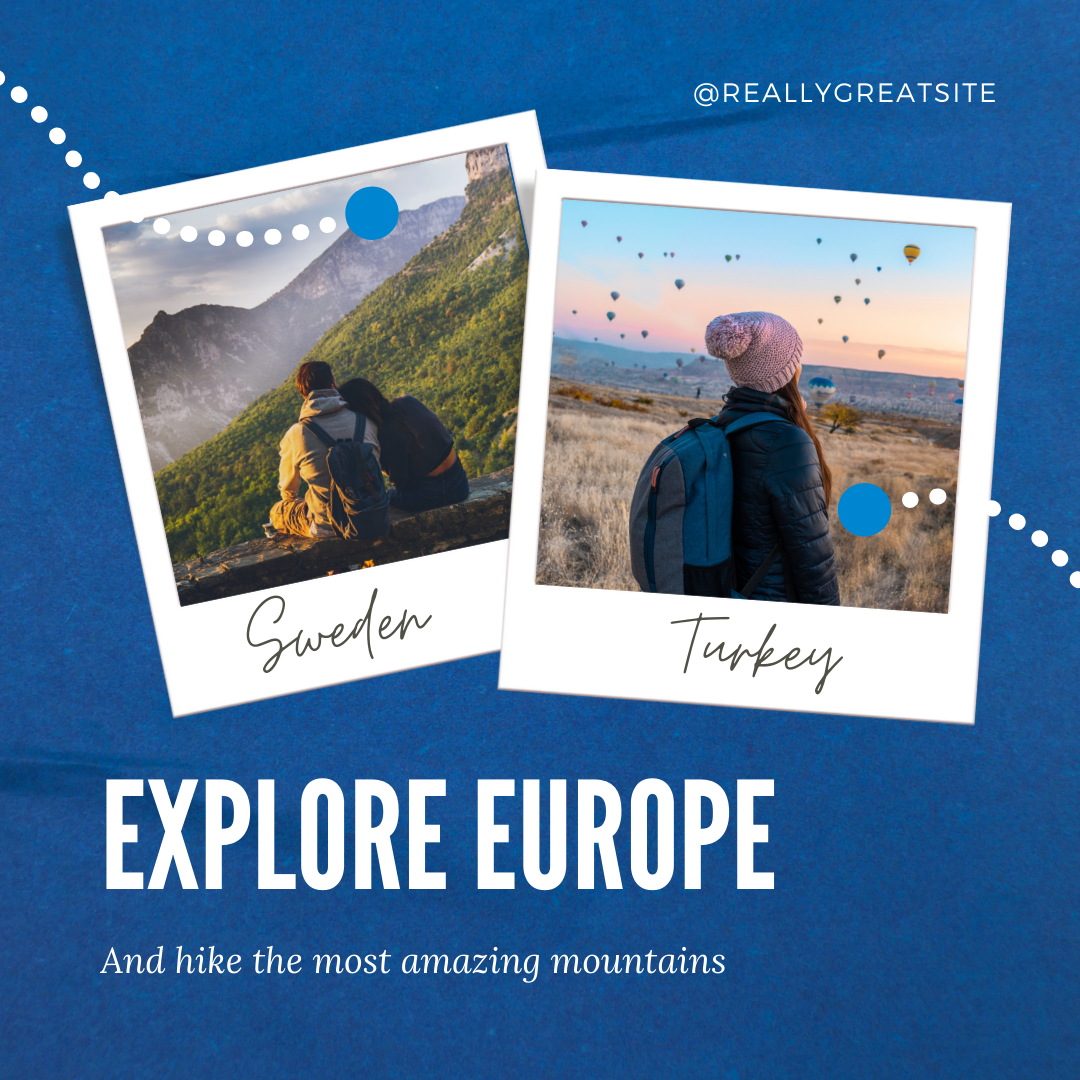 @REALLYGREATSITE
Sweden
Turkey
EXPLORE EUROPE
And hike the most amazing mountains